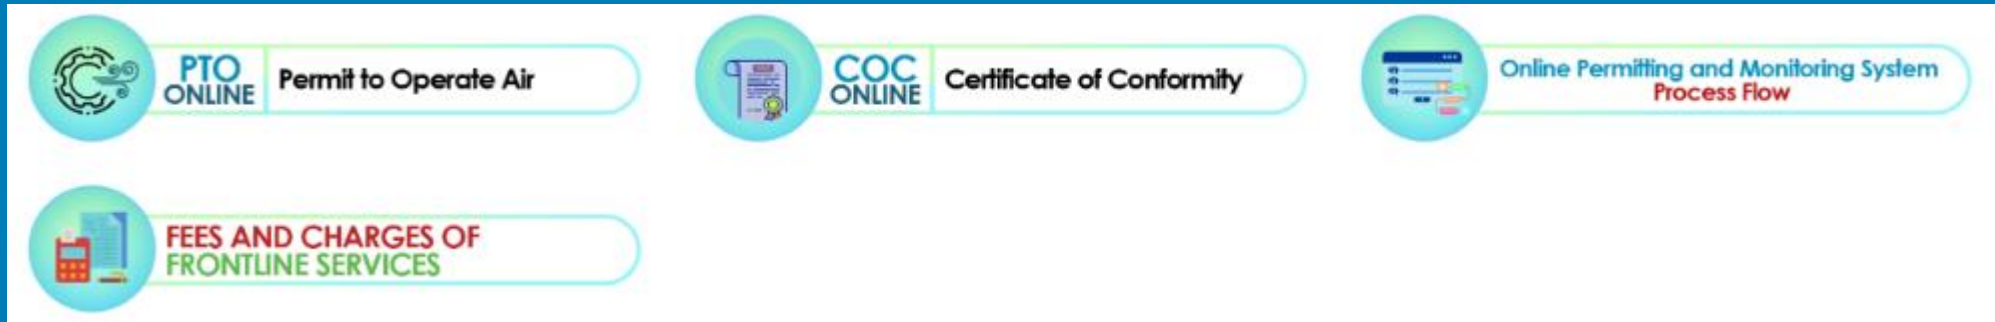 PTO
ONLINE
Permit to Operate Air
COC
ONLINE
Certificate of Conformity
Online Permitting and Monitoring System
Process Flow
FEES AND CHARGES OF
FRONTLINE SERVICES